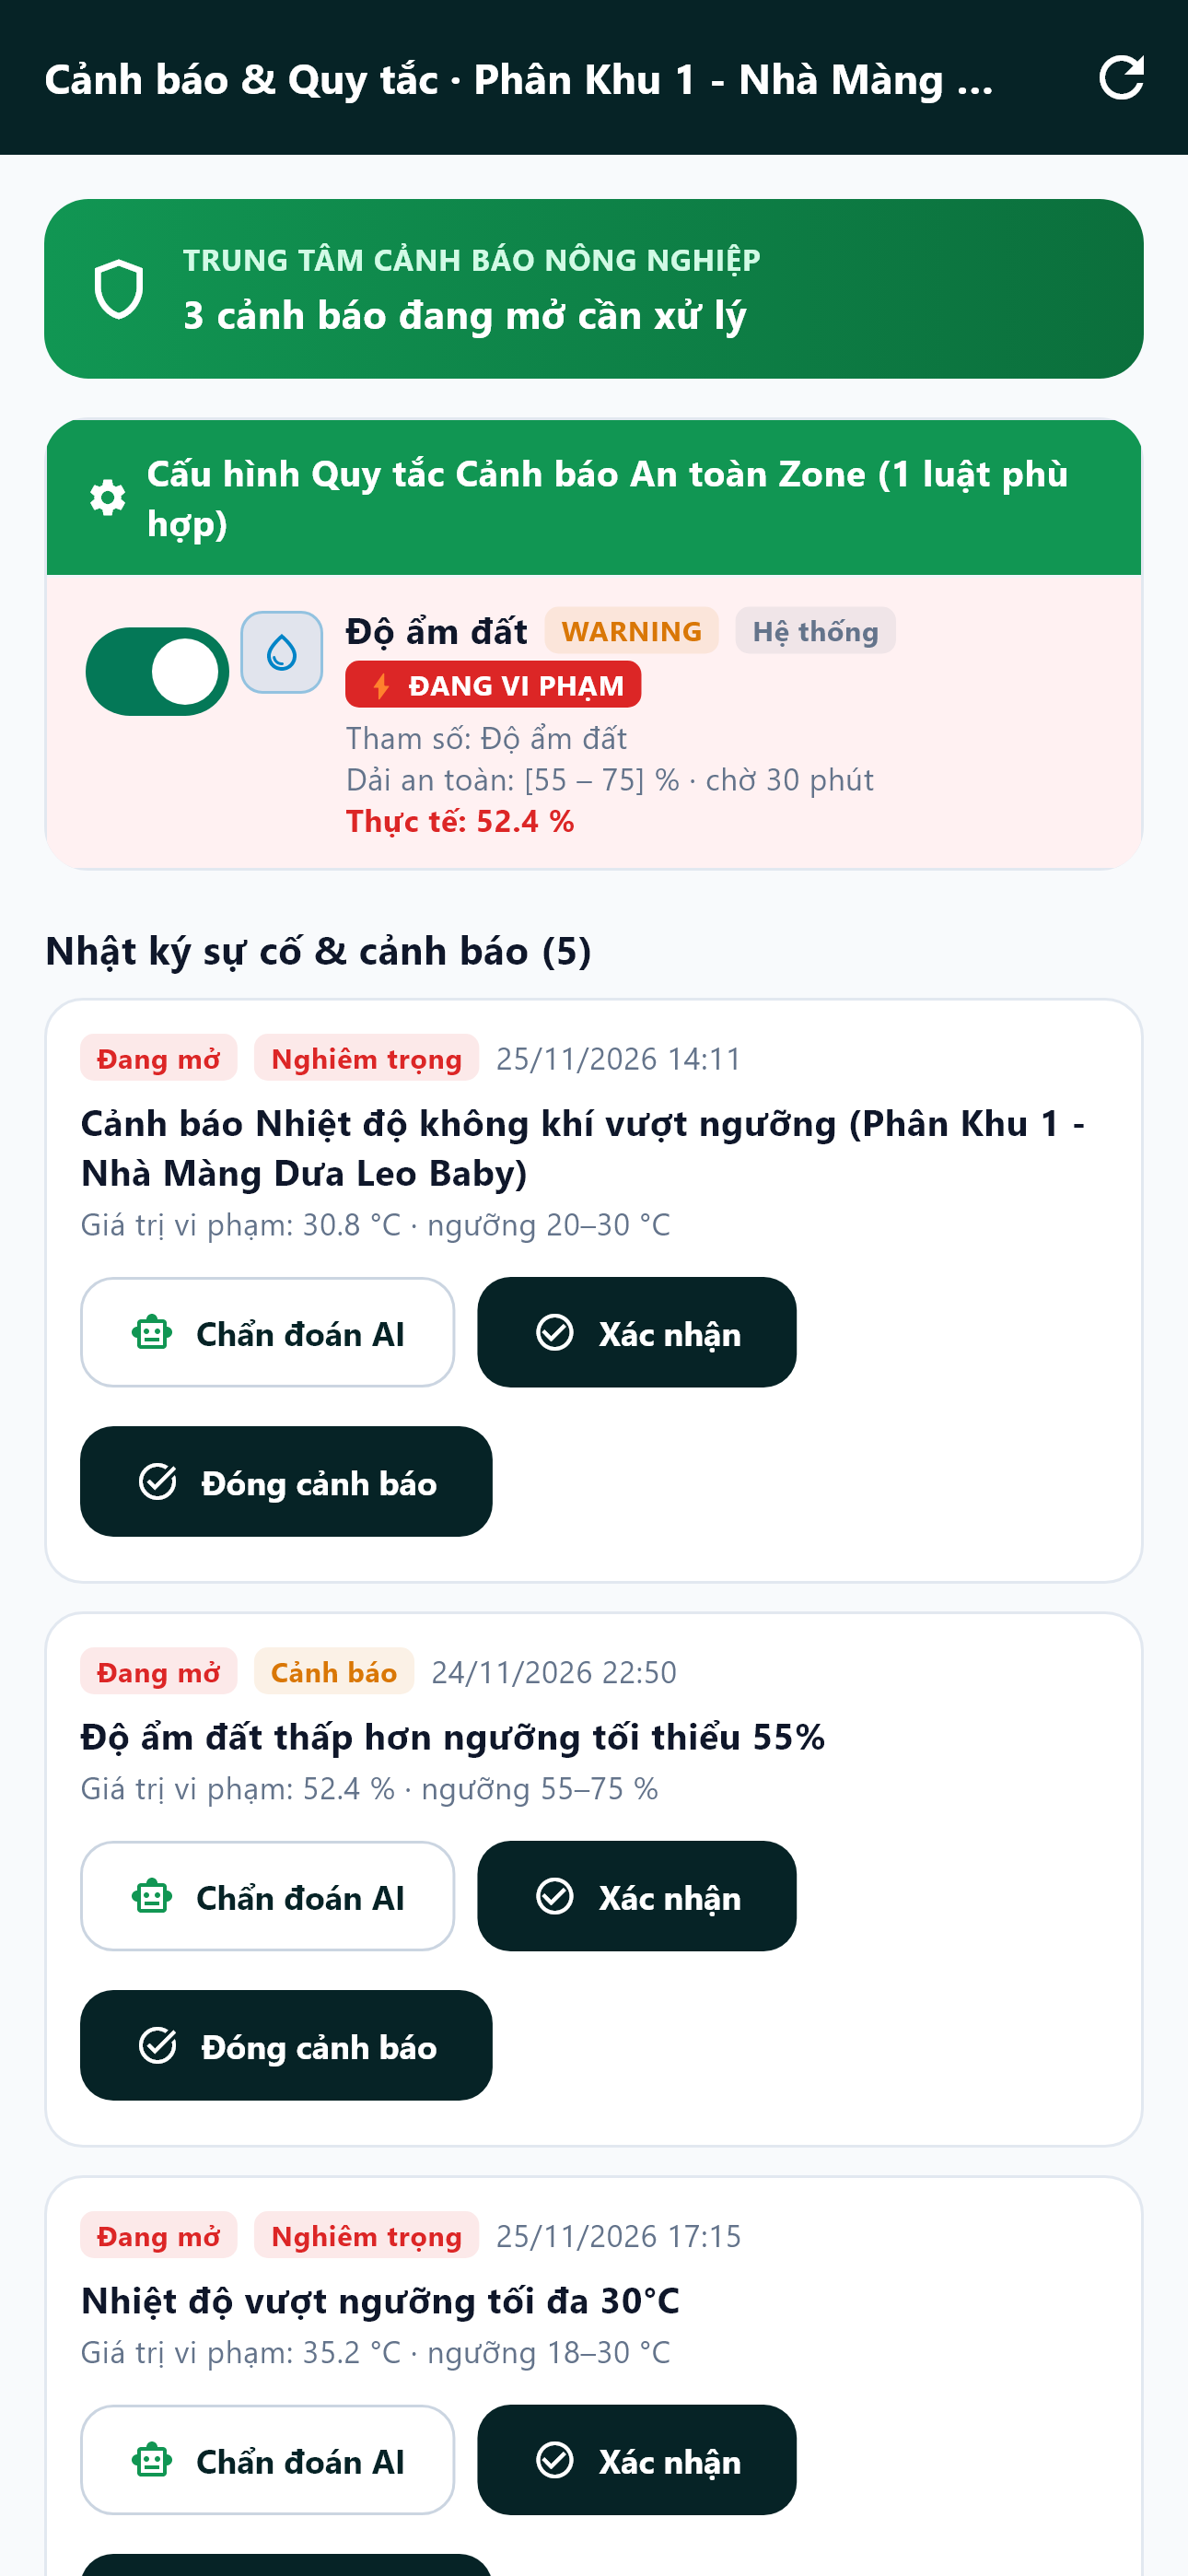 Cảnh báo & Quy tắc · Phân Khu 1 - Nhà Màng ...
TRUNG TÂM CẢNH BÁO NÔNG NGHIỆP
3 cảnh báo đang mở cần xử lý
Cấu hình Quy tắc Cảnh báo An toàn Zone (1 luật phù
hợp)
Độ ẩm đất WARNING Hệ thống
ĐANG VI PHẠM
Tham số: Độ ẩm đất
Dải an toàn: [55 – 75] % · chờ 30 phút
Thực tế: 52.4 %
Nhật ký sự cố & cảnh báo (5)
Đang mở Nghiêm trọng 25/11/2026 14:11
Cảnh báo Nhiệt độ không khí vượt ngưỡng (Phân Khu 1 -
Nhà Màng Dưa Leo Baby)
Giá trị vi phạm: 30.8 °C · ngưỡng 20–30 °C
Chẩn đoán AI Xác nhận
Đóng cảnh báo
Đang mở Cảnh báo 24/11/2026 22:50
Độ ẩm đất thấp hơn ngưỡng tối thiểu 55%
Giá trị vi phạm: 52.4 % · ngưỡng 55–75 %
Chẩn đoán AI Xác nhận
Đóng cảnh báo
Đang mở Nghiêm trọng 25/11/2026 17:15
Nhiệt độ vượt ngưỡng tối đa 30°C
Giá trị vi phạm: 35.2 °C · ngưỡng 18–30 °C
Chẩn đoán AI Xác nhận